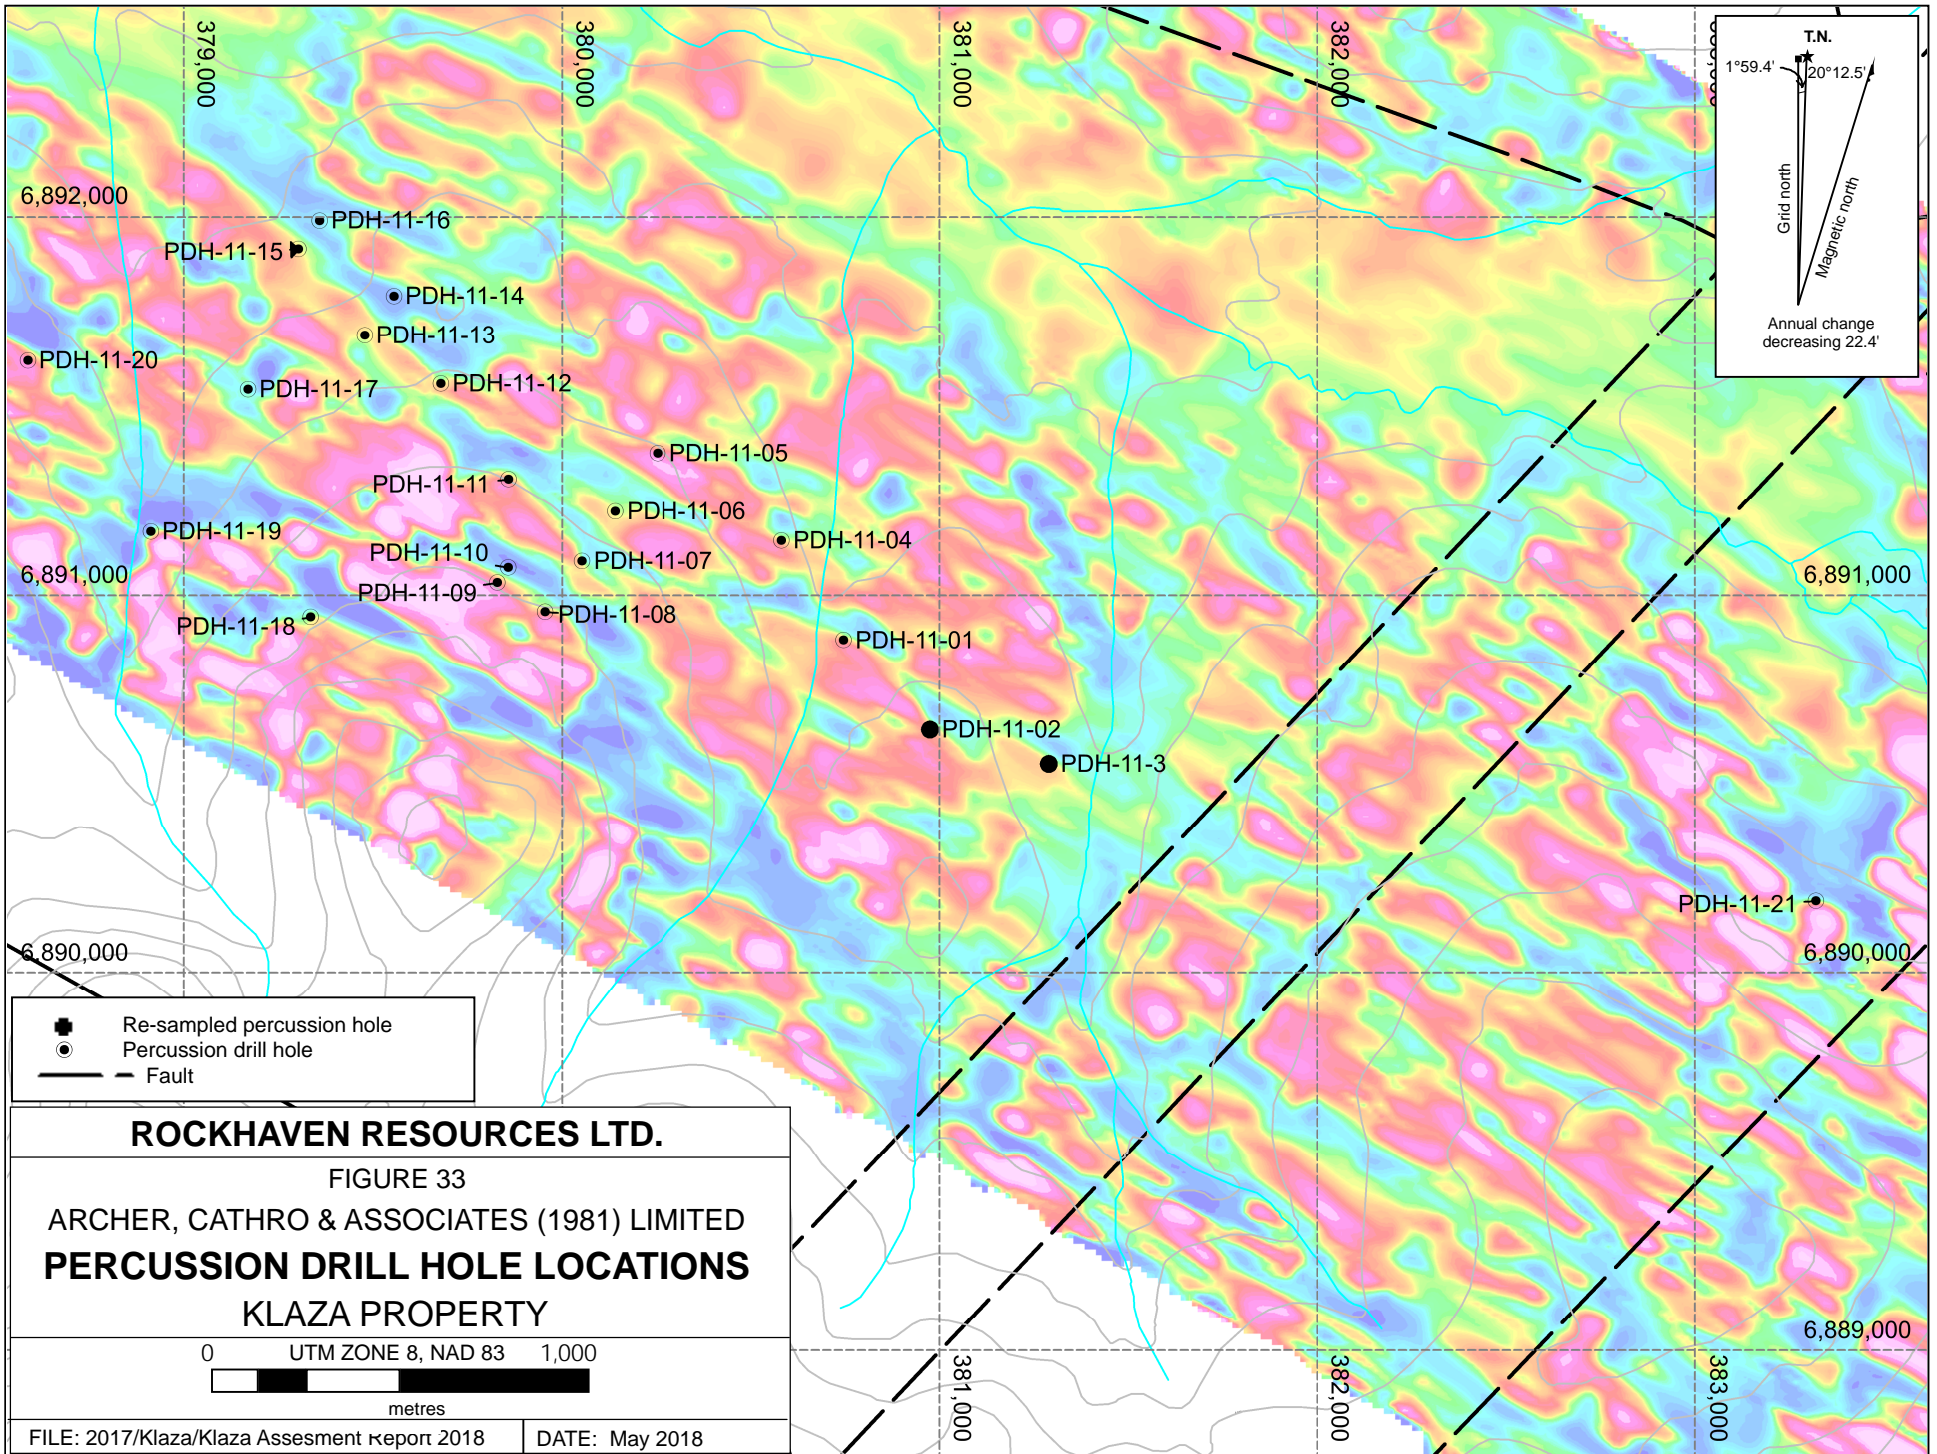 379,000
380,000
381,000
382,000
T.N.
1°59.4'
20°12.5'
Grid north
Magnetic north
Annual change
decreasing 22.4'
6,892,000
PDH-11-16
PDH-11-15
PDH-11-14
PDH-11-13
PDH-11-20
PDH-11-17
PDH-11-12
PDH-11-05
PDH-11-11
PDH-11-06
PDH-11-19
PDH-11-04
PDH-11-10
PDH-11-07
6,891,000
6,891,000
PDH-11-09
PDH-11-08
PDH-11-18
PDH-11-01
PDH-11-02
PDH-11-3
PDH-11-21
6,890,000
6,890,000
Re-sampled percussion hole
Percussion drill hole
Fault
ROCKHAVEN RESOURCES LTD.
FIGURE 33
ARCHER, CATHRO & ASSOCIATES (1981) LIMITED
PERCUSSION DRILL HOLE LOCATIONS
KLAZA PROPERTY
0 UTM ZONE 8, NAD 83 1,000
metres
FILE: 2017/Klaza/Klaza Assesment Report 2018
DATE: May 2018
6,889,000
381,000
382,000
383,000